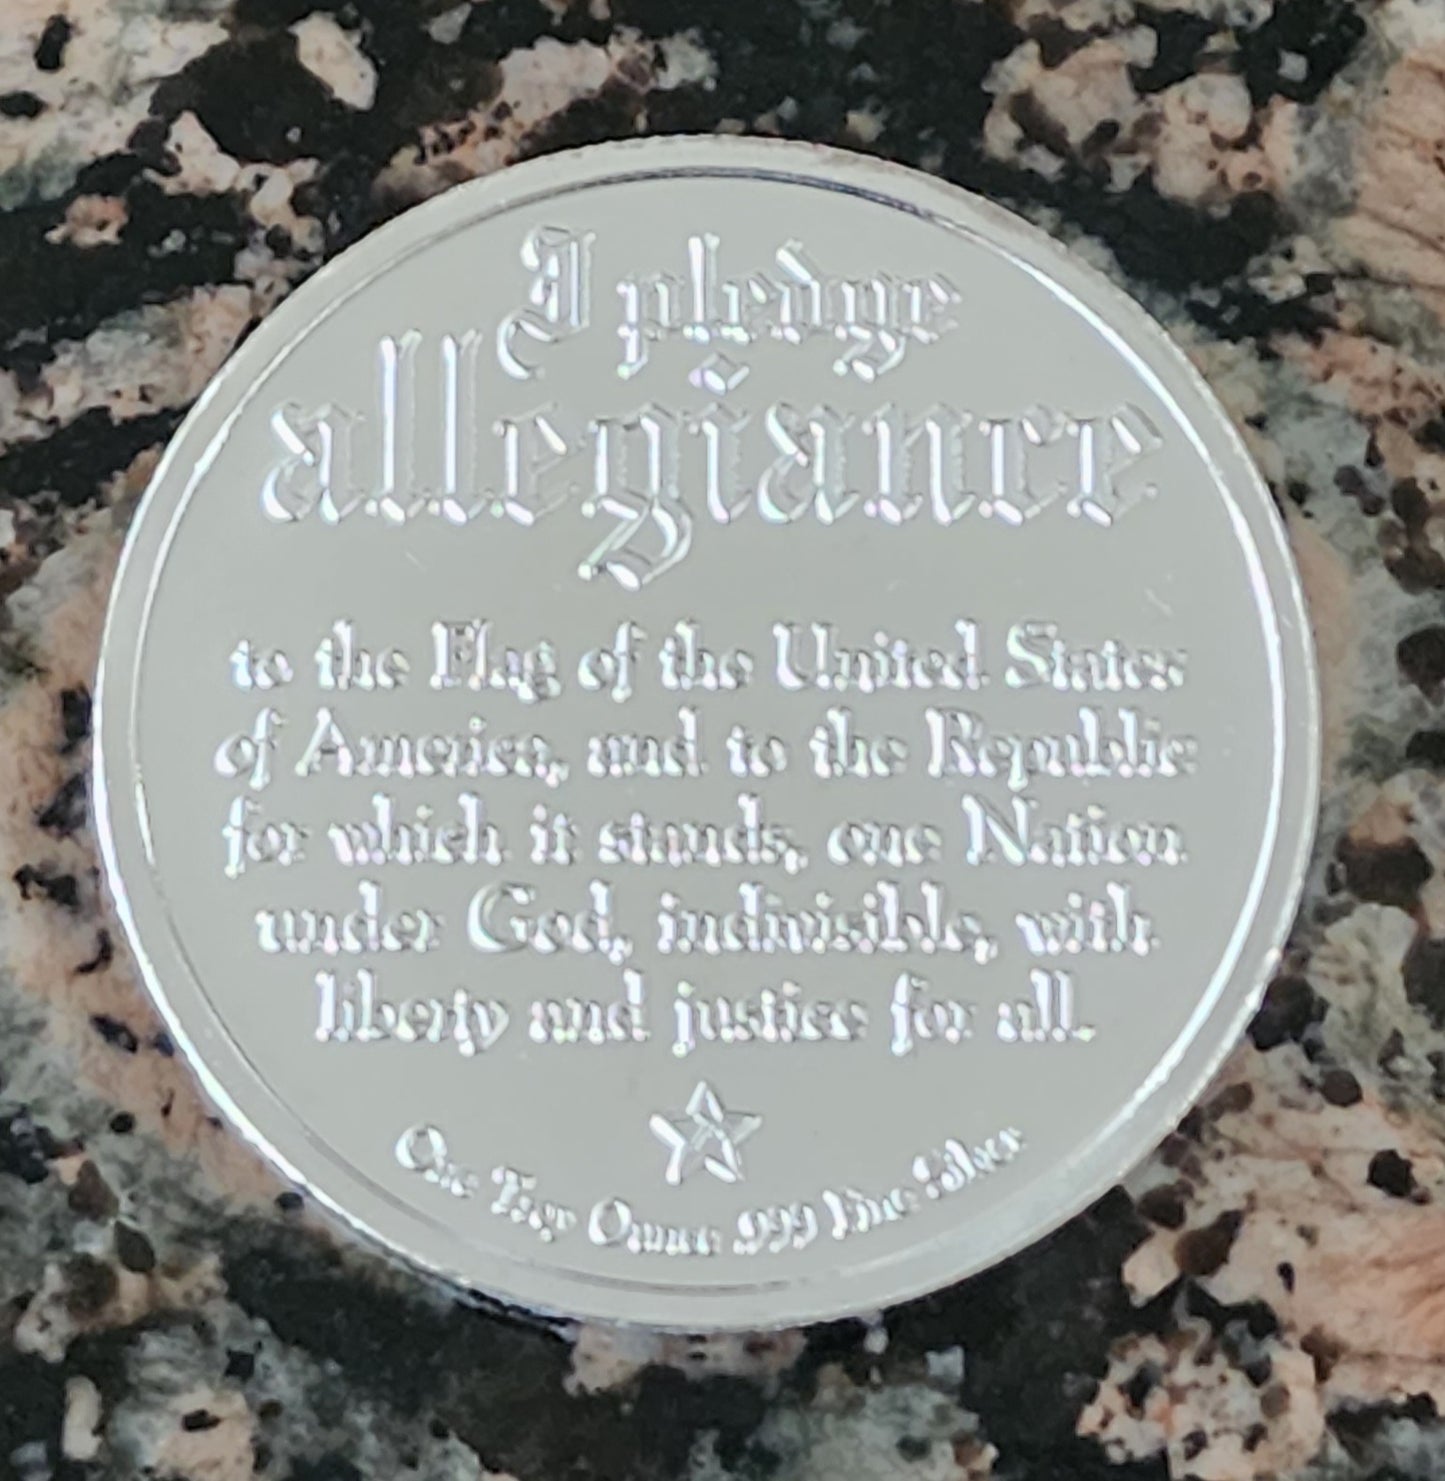 I pledge
allegiance
to the Flag of the United States
of America, and to the Republic
for which it stands, one Nation
under God, indivisible, with
liberty and justice for all.
One Troy Ounce .999 Fine Silver